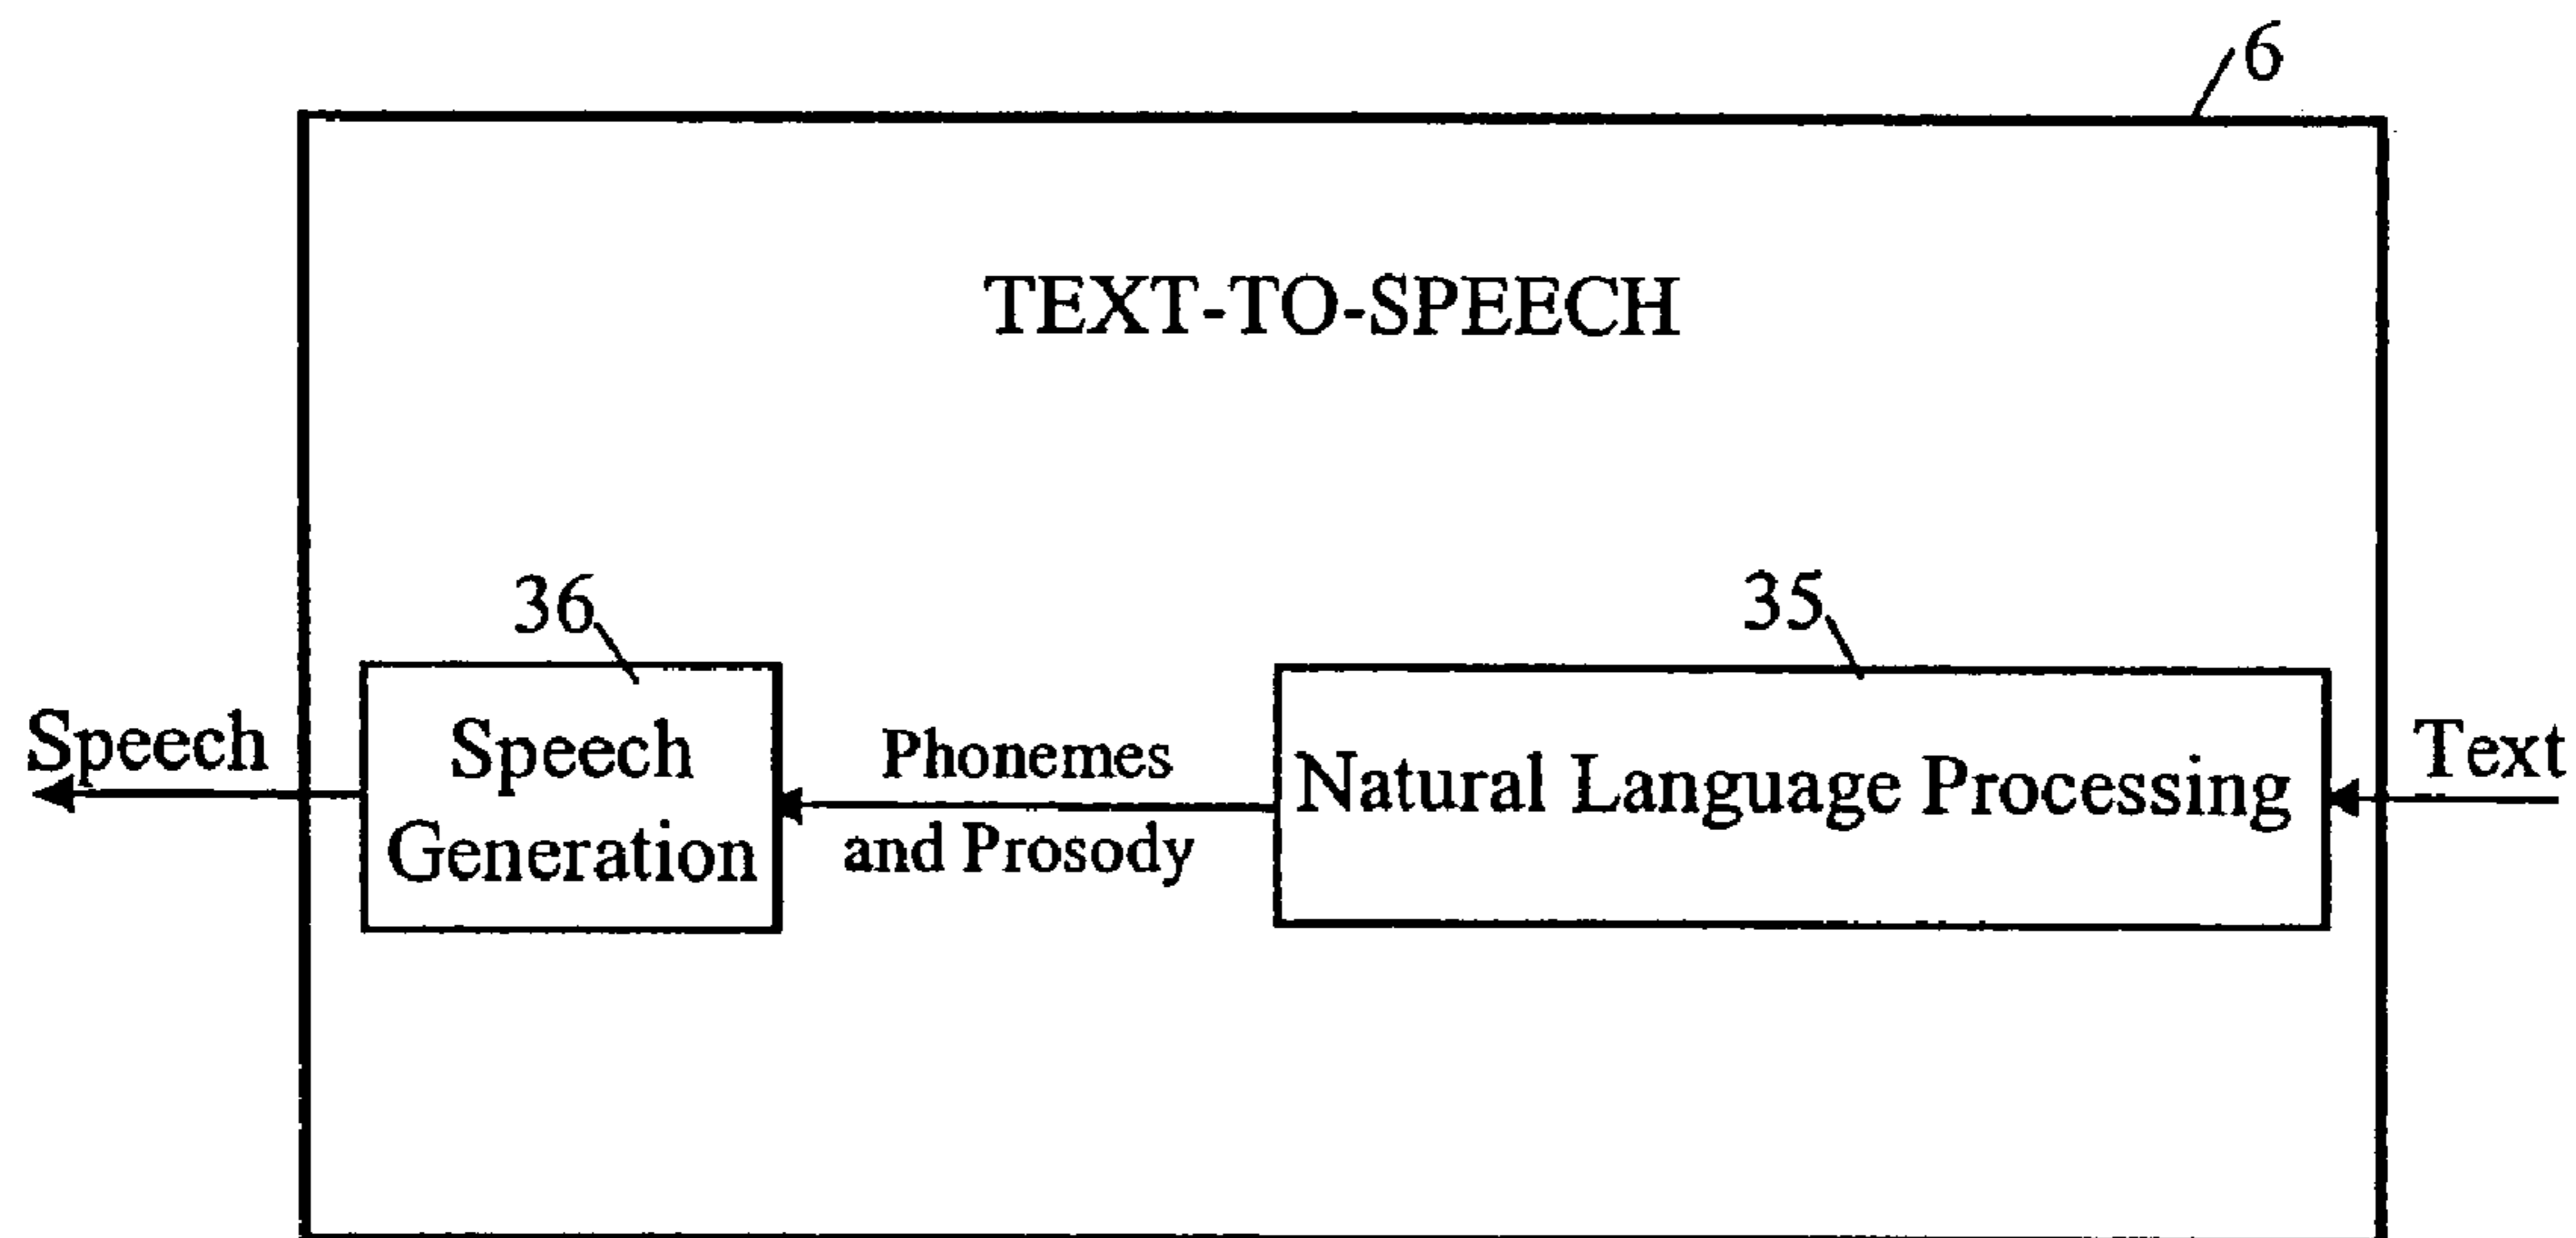 6
TEXT-TO-SPEECH
36
35
Speech
Speech
Generation
Phonemes
and Prosody
Natural Language Processing
Text